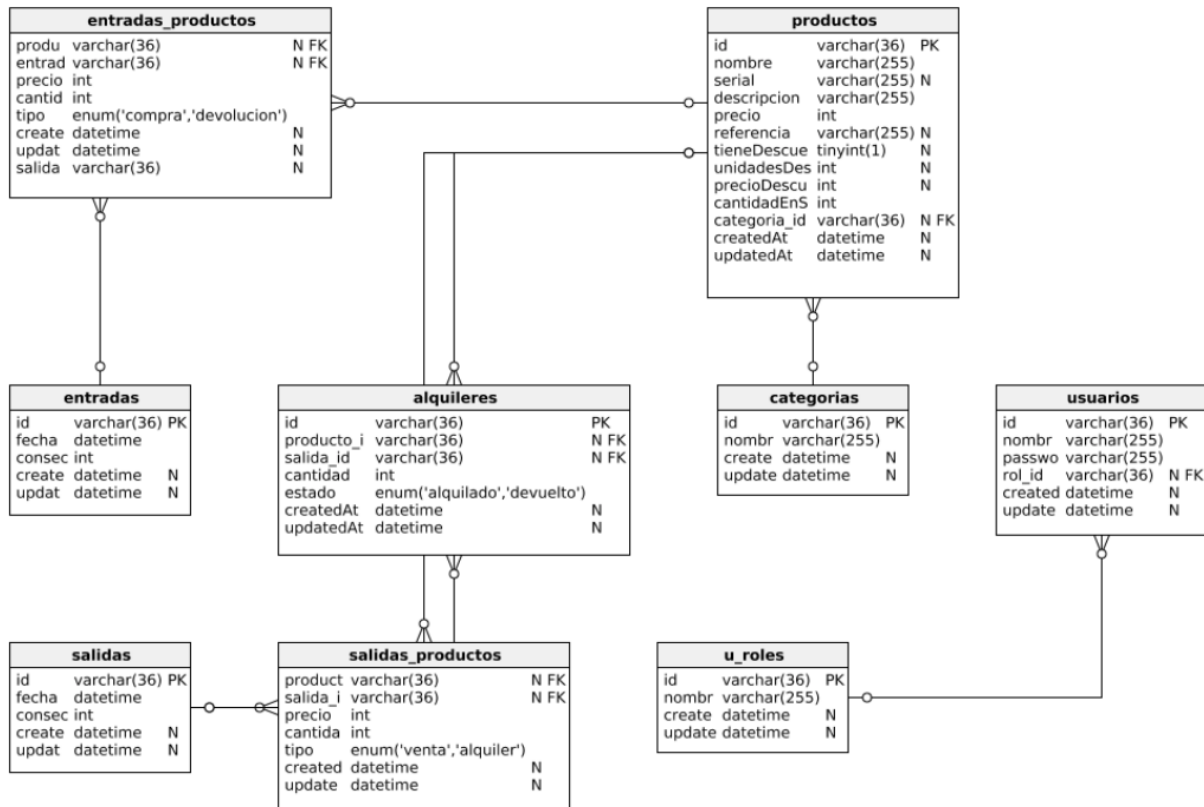 entradas_productos
produ varchar(36) N FK
entrad varchar(36) N FK
precio int
cantid int
tipo enum('compra','devolucion')
create datetime N
updat datetime N
salida varchar(36) N
productos
id varchar(36) PK
nombre varchar(255)
serial varchar(255) N
descripcion varchar(255)
precio int
referencia varchar(255) N
tieneDescue tinyint(1) N
unidadesDes int N
precioDescu int N
cantidadEnS int
categoria_id varchar(36) N FK
createdAt datetime N
updatedAt datetime N
entradas
id varchar(36) PK
fecha datetime
consec int
create datetime N
updat datetime N
alquileres
id varchar(36) PK
producto_i varchar(36) N FK
salida_id varchar(36) N FK
cantidad int
estado enum('alquilado','devuelto')
createdAt datetime N
updatedAt datetime N
categorias
id varchar(36) PK
nombr varchar(255)
create datetime N
update datetime N
usuarios
id varchar(36) PK
nombr varchar(255)
passwo varchar(255)
rol_id varchar(36) N FK
created datetime N
update datetime N
salidas
id varchar(36) PK
fecha datetime
consec int
create datetime N
updat datetime N
salidas_productos
product varchar(36) N FK
salida_i varchar(36) N FK
precio int
cantida int
tipo enum('venta','alquiler')
created datetime N
update datetime N
u_roles
id varchar(36) PK
nombr varchar(255)
create datetime N
update datetime N